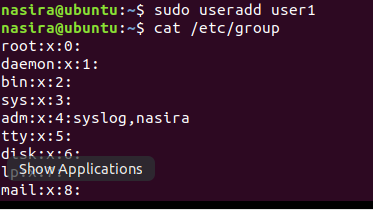 nasira@ubuntu:~$ sudo useradd user1
nasira@ubuntu:~$ cat /etc/group
root:x:0:
daemon:x:1:
bin:x:2:
sys:x:3:
adm:x:4:syslog,nasira
tty:x:5:
disk:x:6:
Show Applications
mail:x:8: